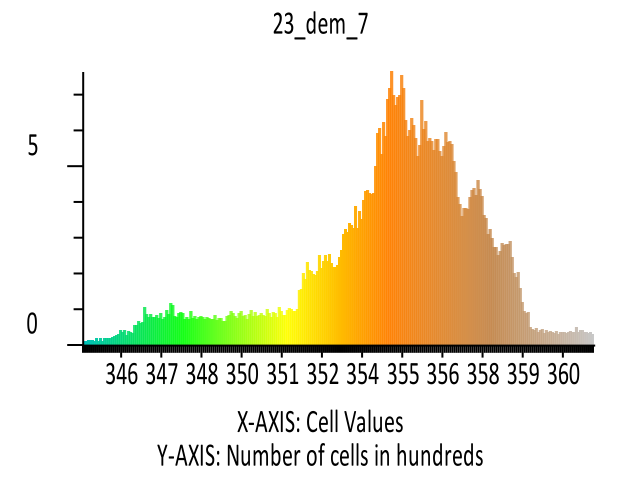 23_dem_7
5
0
346 347 348 350 351 352 354 355 356 358 359 360
X-AXIS: Cell Values
Y-AXIS: Number of cells in hundreds